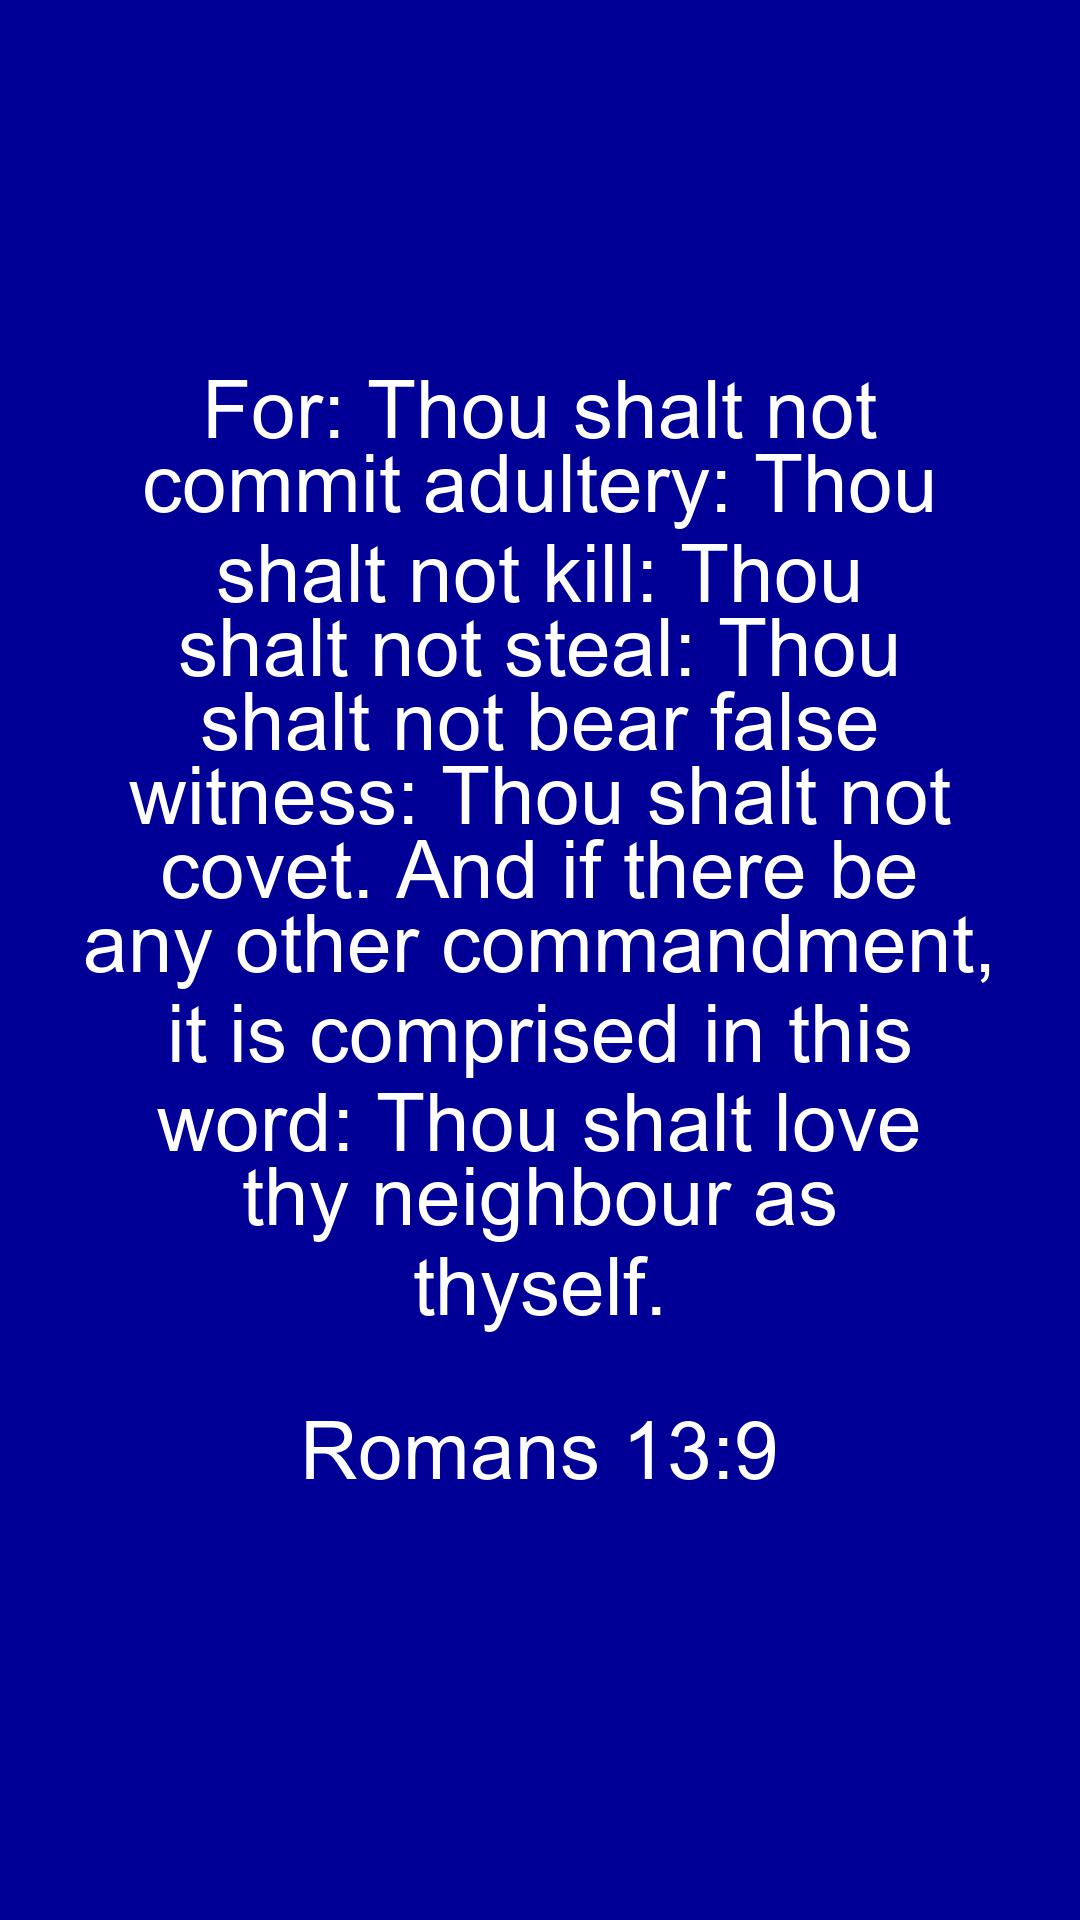 For: Thou shalt not
commit adultery: Thou
shalt not kill: Thou
shalt not steal: Thou
shalt not bear false
witness: Thou shalt not
covet. And if there be
any other commandment,
it is comprised in this
word: Thou shalt love
thy neighbour as
thyself.
Romans 13:9